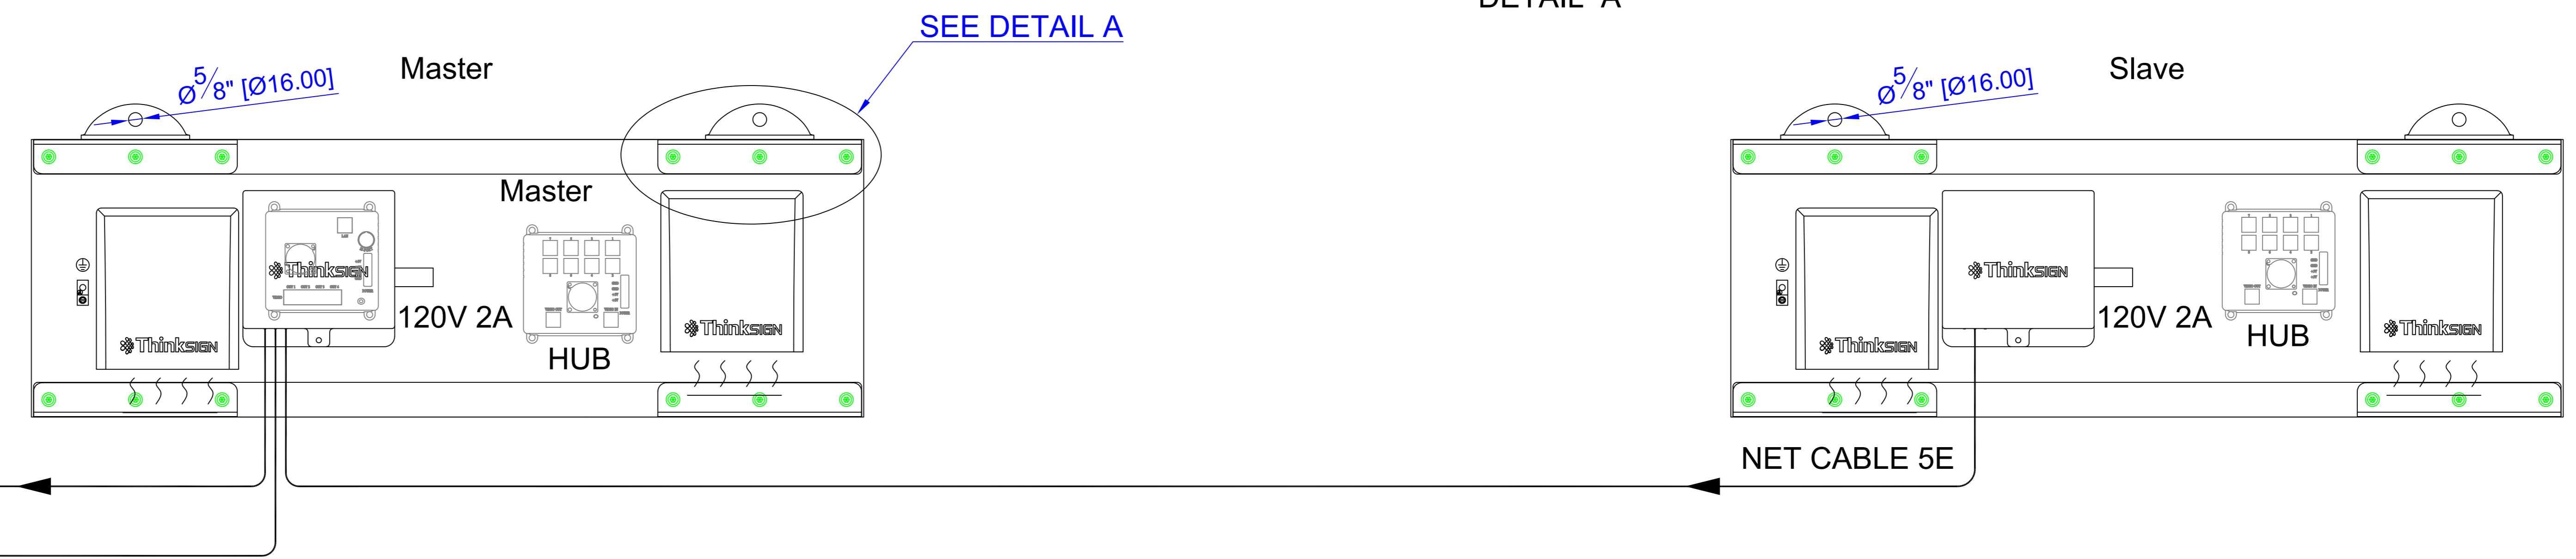 DETAIL A
SEE DETAIL A
Master
Slave
Ø5/8" [Ø16.00]
Ø5/8" [Ø16.00]
Master
ThinkSIGN
120V 2A
ThinkSIGN
HUB
ThinkSIGN
ThinkSIGN
120V 2A
ThinkSIGN
HUB
ThinkSIGN
NET CABLE 5E